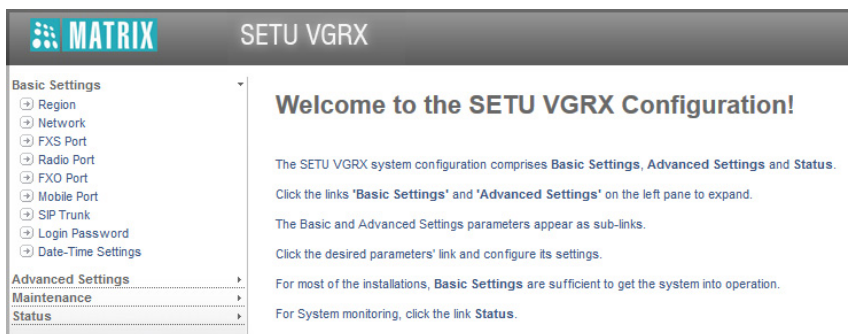 MATRIX
SETU VGRX
Basic Settings
Region
Network
FXS Port
Radio Port
FXO Port
Mobile Port
SIP Trunk
Login Password
Date-Time Settings
Advanced Settings
Maintenance
Status
Welcome to the SETU VGRX Configuration!
The SETU VGRX system configuration comprises Basic Settings, Advanced Settings and Status.
Click the links 'Basic Settings' and 'Advanced Settings' on the left pane to expand.
The Basic and Advanced Settings parameters appear as sub-links.
Click the desired parameters' link and configure its settings.
For most of the installations, Basic Settings are sufficient to get the system into operation.
For System monitoring, click the link Status.